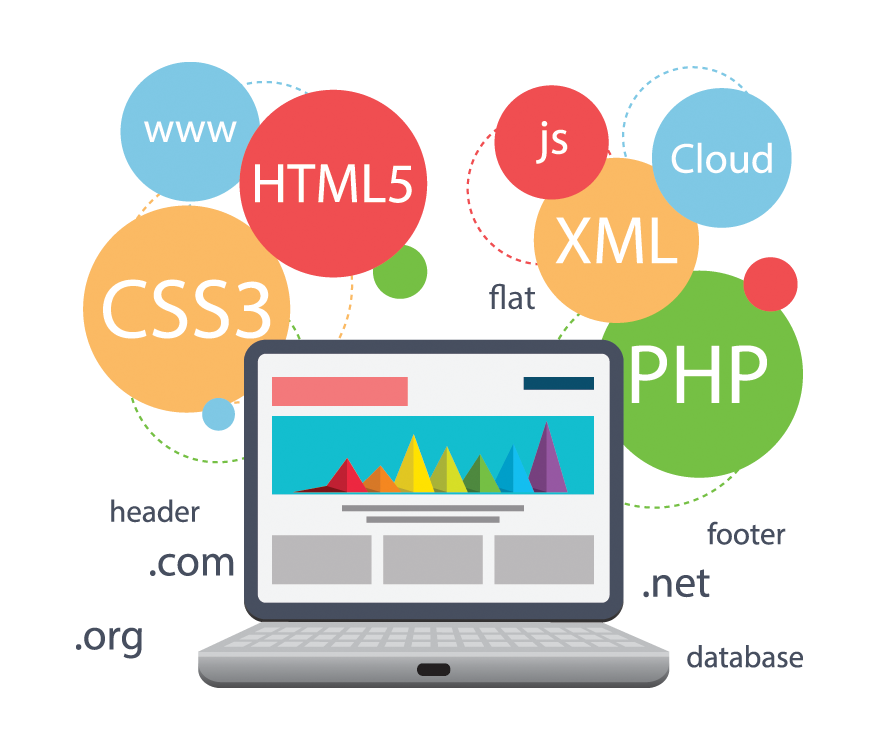 www
HTML5
CSS3
js
Cloud
XML
flat
PHP
header
.com
.org
footer
.net
database